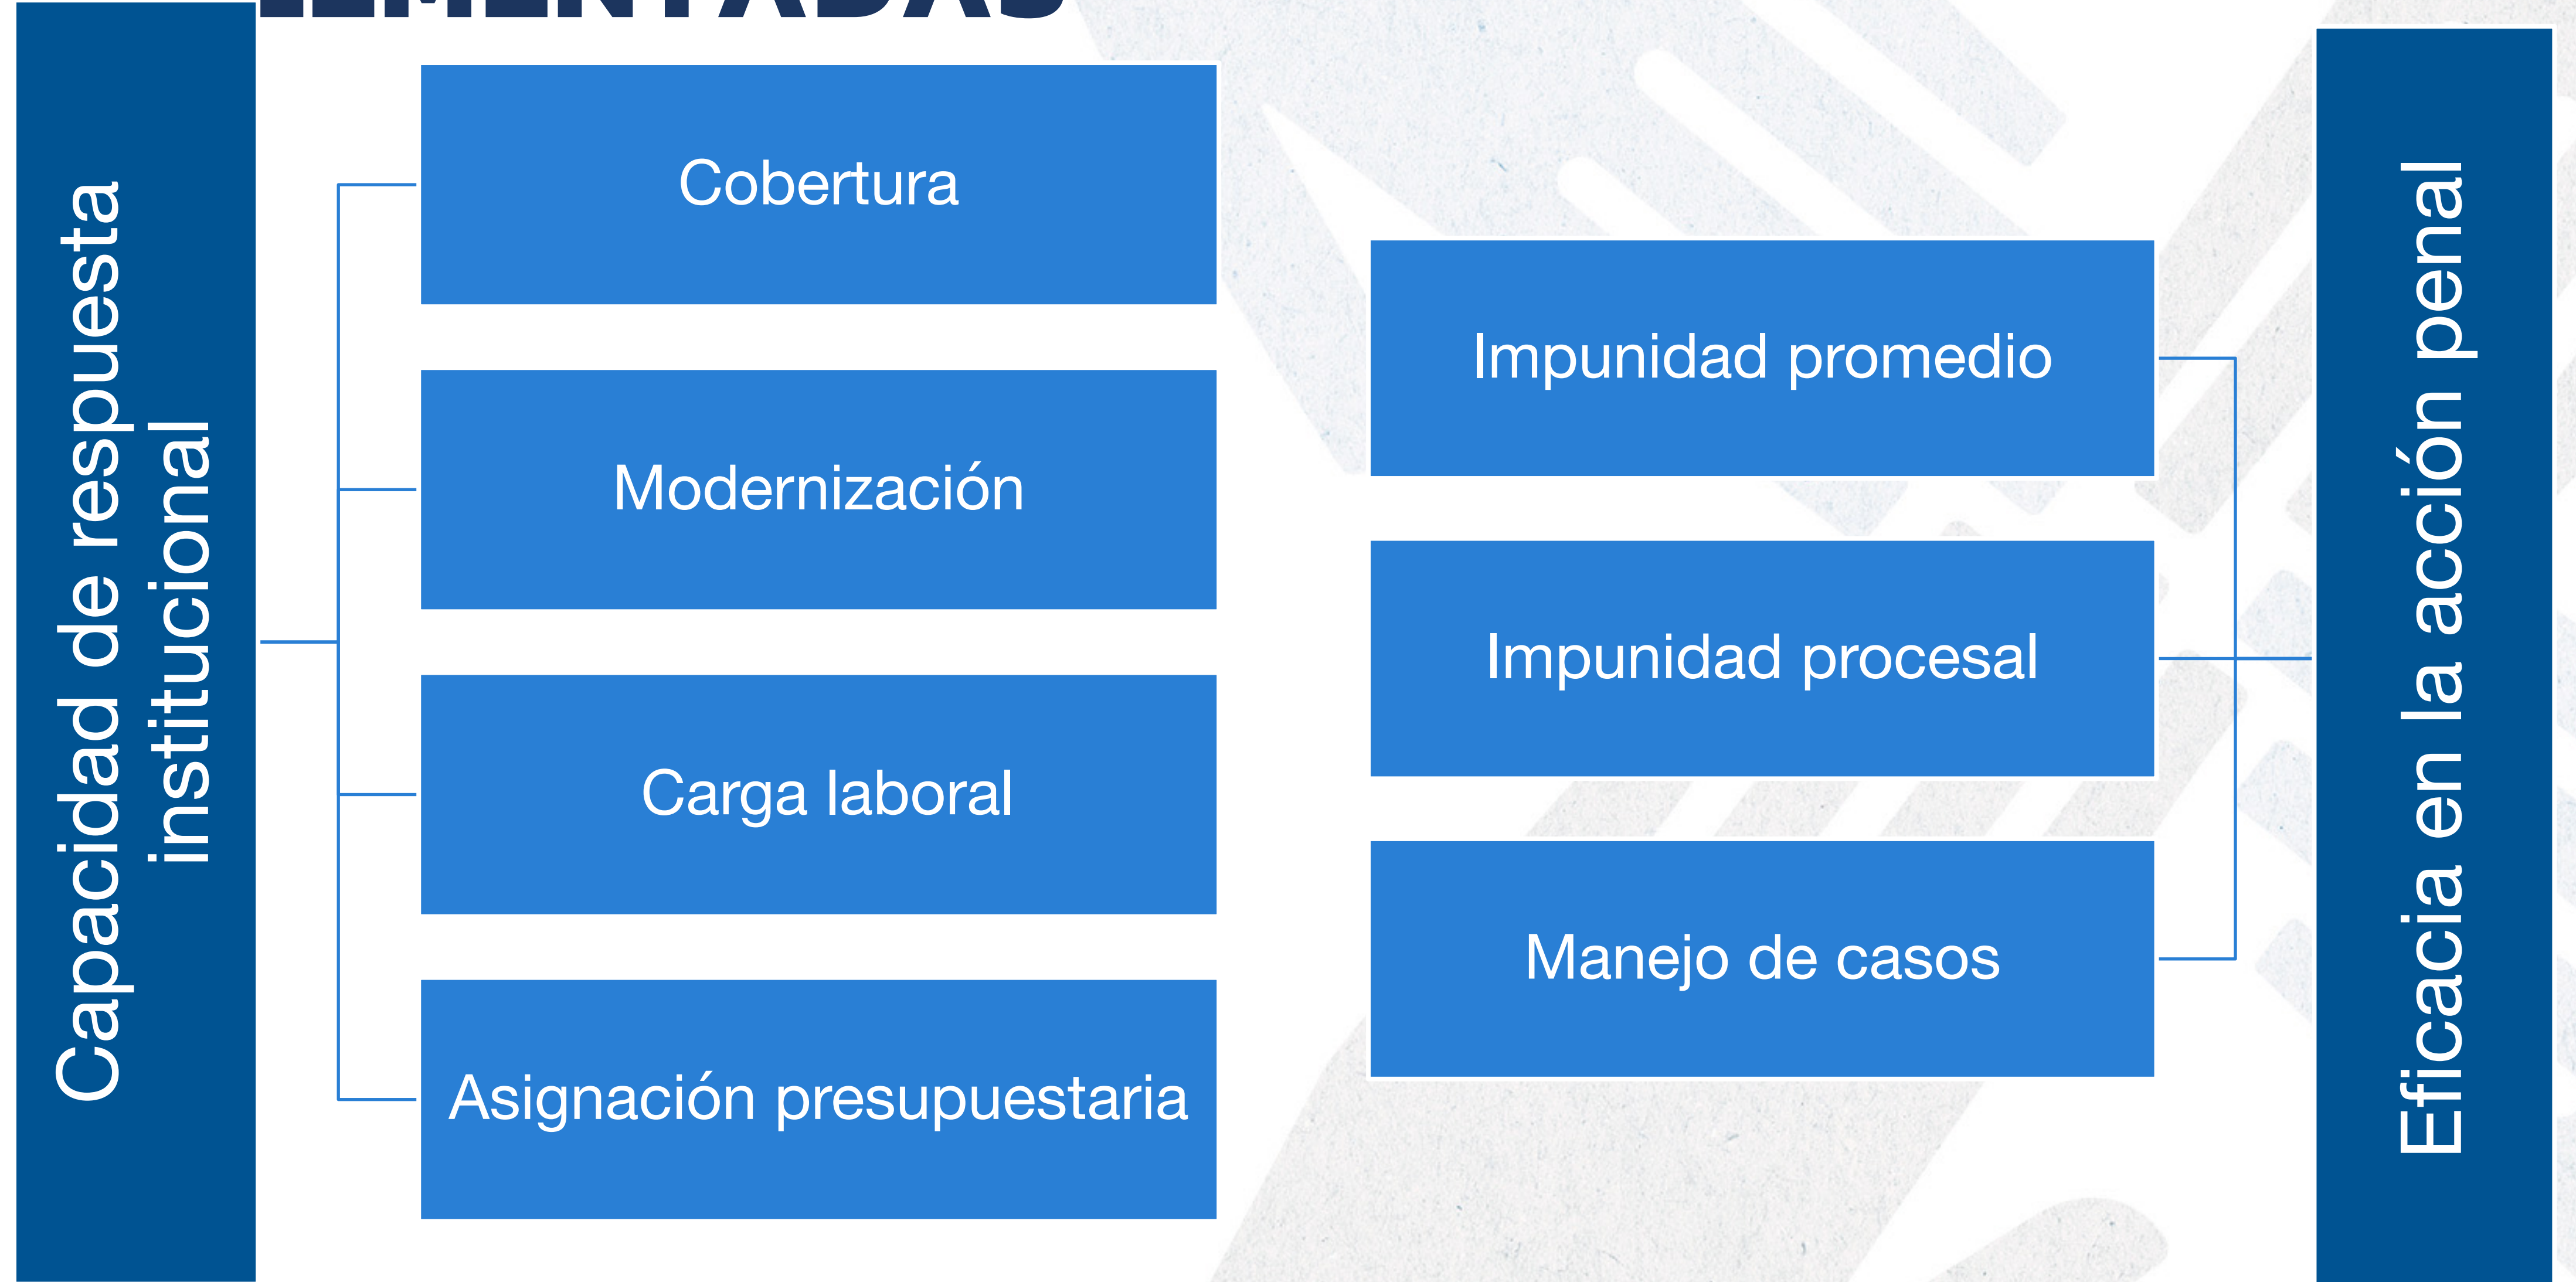 Capacidad de respuesta
institucional
Cobertura
Modernización
Carga laboral
Asignación presupuestaria
Impunidad promedio
Impunidad procesal
Manejo de casos
Eficacia en la acción penal